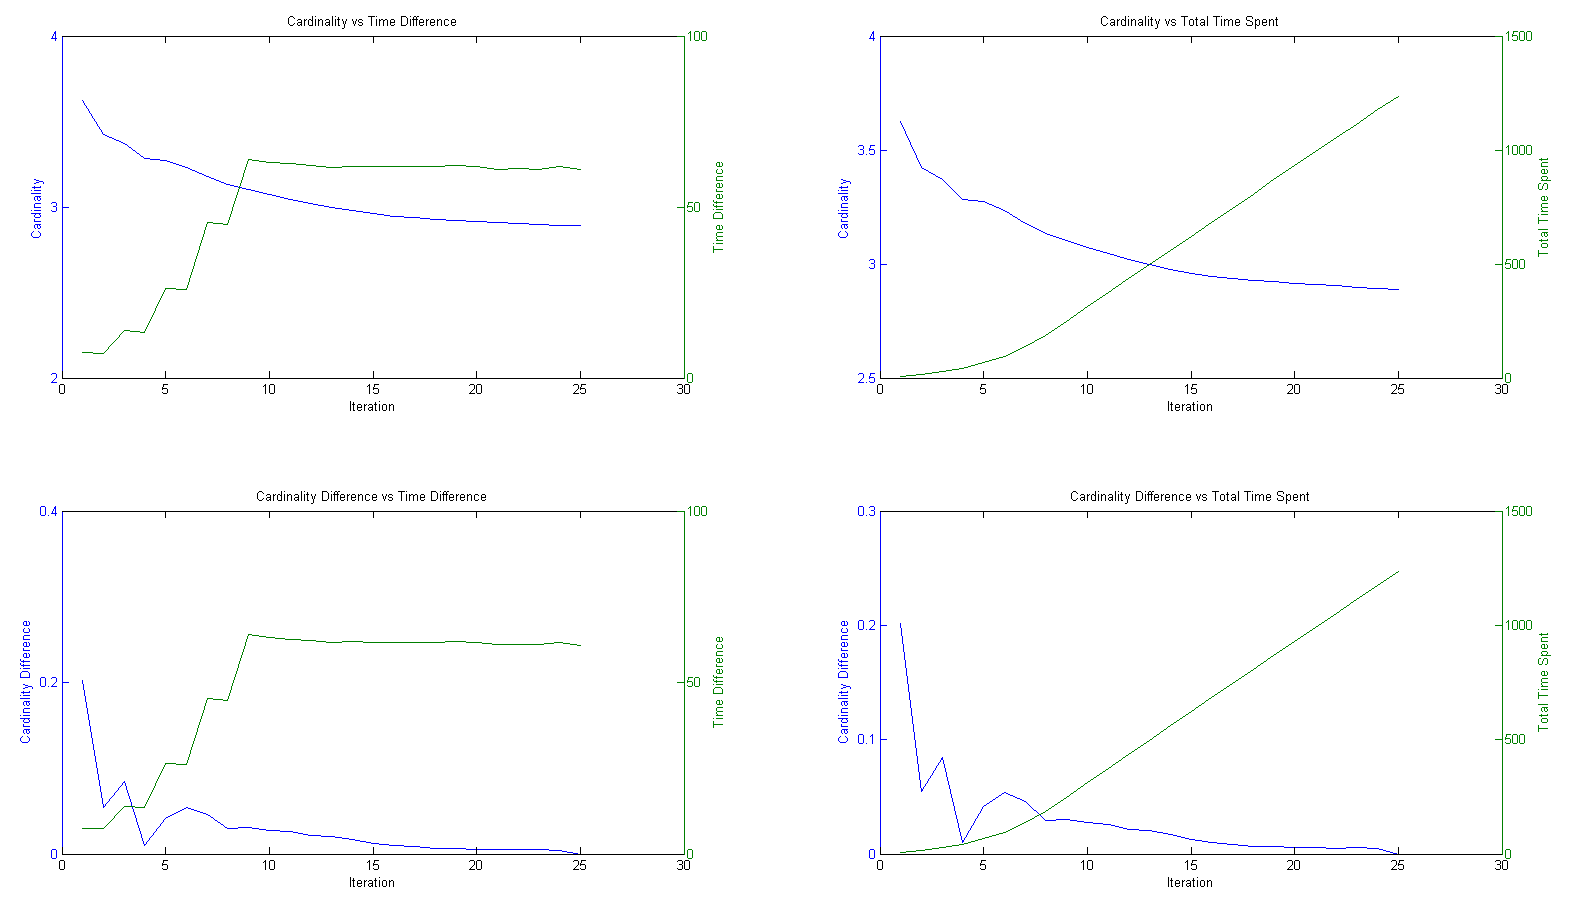 Cardinality vs Time Difference
4
3
2
Cardinality
100
50
0
Time Difference
0 5 10 15 20 25 30
Iteration
Cardinality vs Total Time Spent
4
3.5
3
2.5
Cardinality
1500
1000
500
0
Total Time Spent
0 5 10 15 20 25 30
Iteration
Cardinality Difference vs Time Difference
0.4
0.2
0
Cardinality Difference
100
50
0
Time Difference
0 5 10 15 20 25 30
Iteration
Cardinality Difference vs Total Time Spent
0.3
0.2
0.1
0
Cardinality Difference
1500
1000
500
0
Total Time Spent
0 5 10 15 20 25 30
Iteration